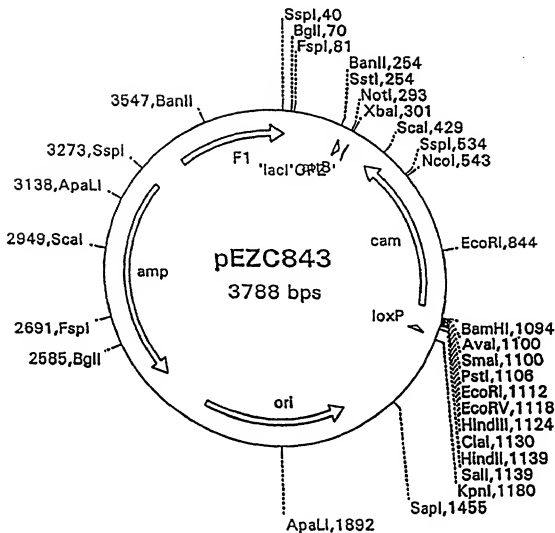 SspI,40
BglI,70
FspI,81
BanII,254
SstI,254
NotI,293
XbaI,301
ScaI,429
SspI,534
NcoI,543
3547,BanII
3273,SspI
3138,ApaLI
2949,ScaI
2691,FspI
2585,BglI
F1
'lacI'
cam
EcoRI,844
pEZC843
3788 bps
amp
loxP
ori
BamHI,1094
AvaI,1100
SmaI,1100
PstI,1106
EcoRI,1112
EcoRV,1118
HindIII,1124
ClaI,1130
HindII,1139
SalI,1139
KpnI,1180
SapI,1455
ApaLI,1892